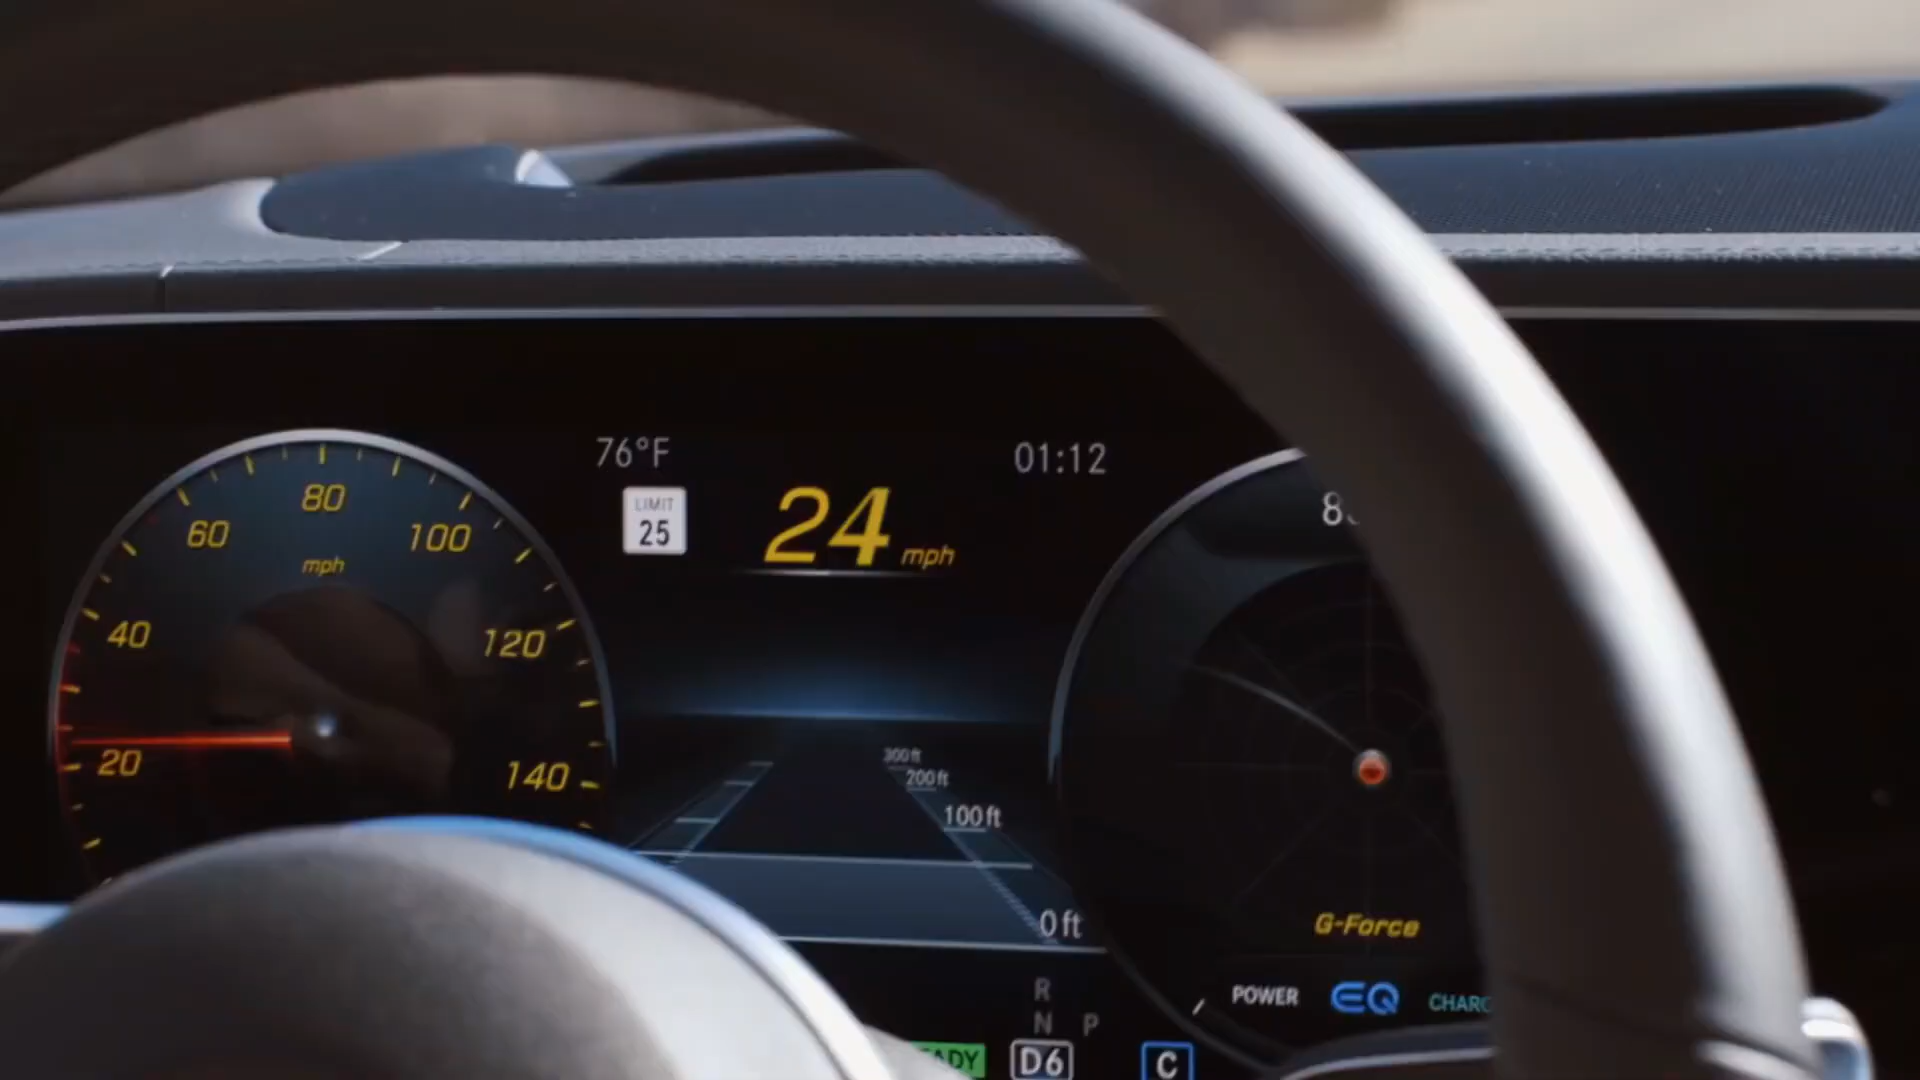 76°F
01:12
LIMIT
25
24 mph
80
60
100
mph
40
120
20
140
300 ft
200 ft
100 ft
0 ft
G-Force
POWER
EQ
R
N P
D6
C